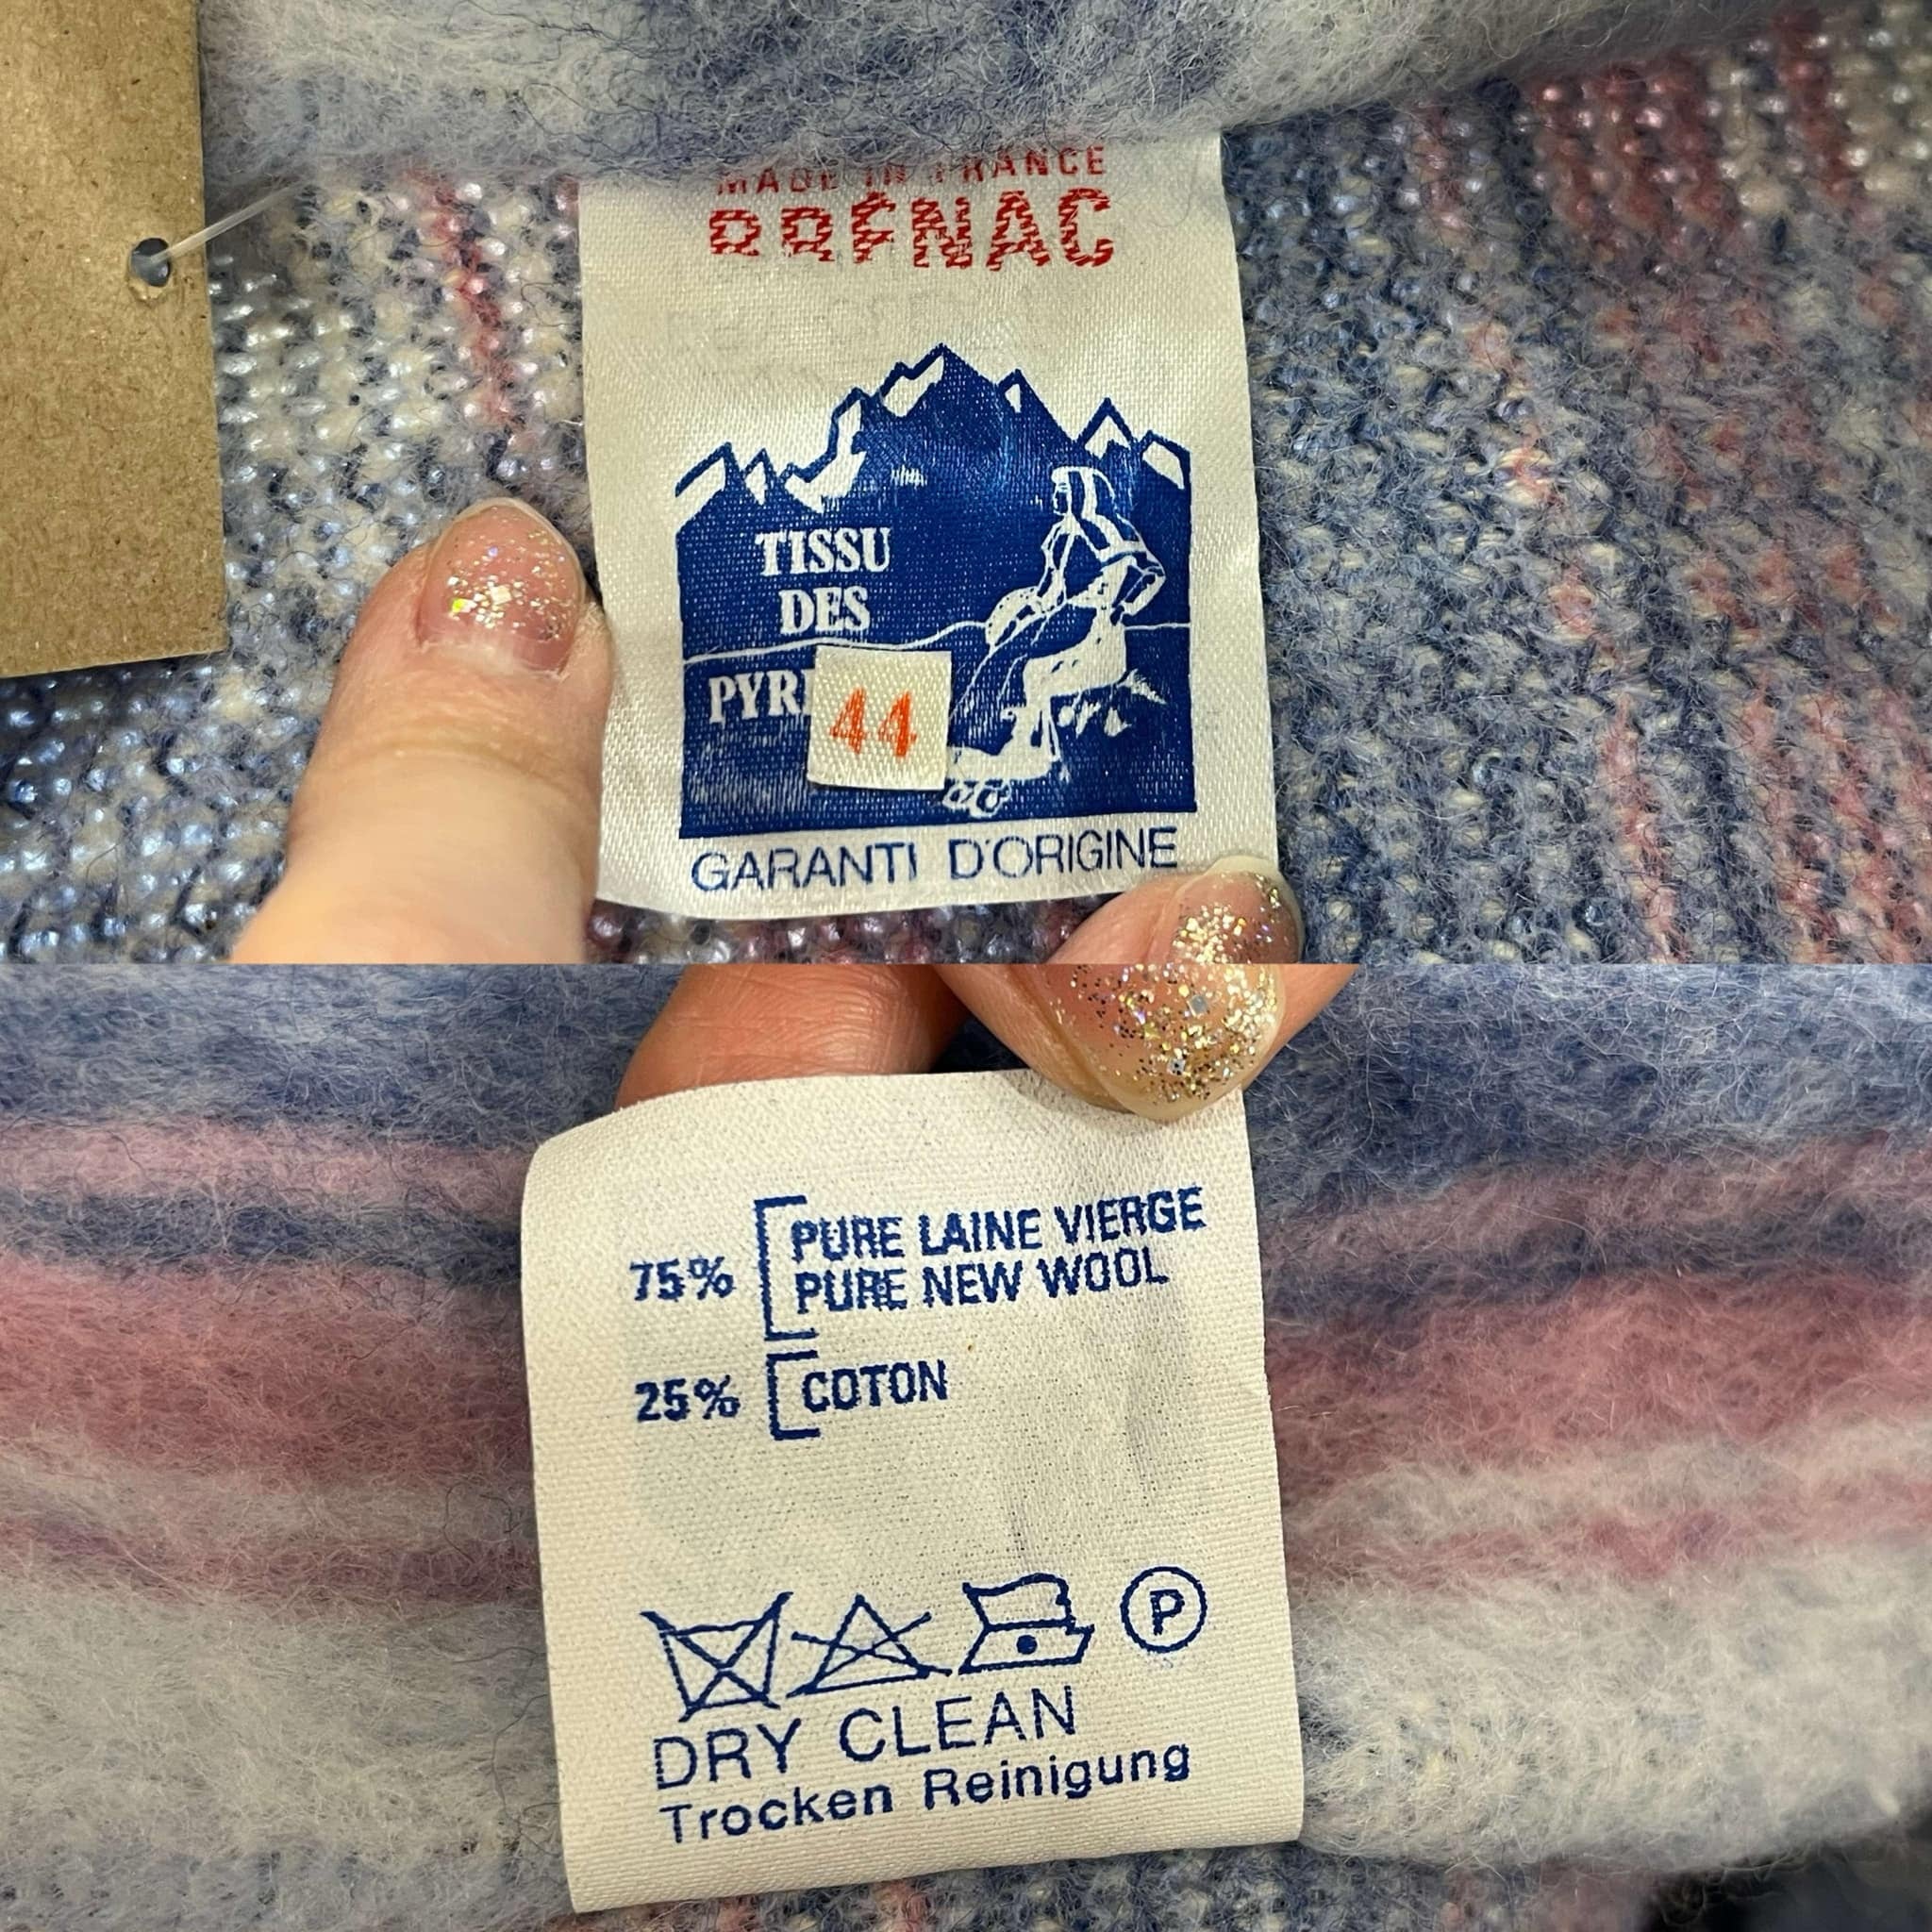 MADE IN FRANCE
TISSU
DES
PYR
44
GARANTI D'ORIGINE
75% PURE LAINE VIERGE
PURE NEW WOOL
25% COTON
P
DRY CLEAN
Trocken Reinigung